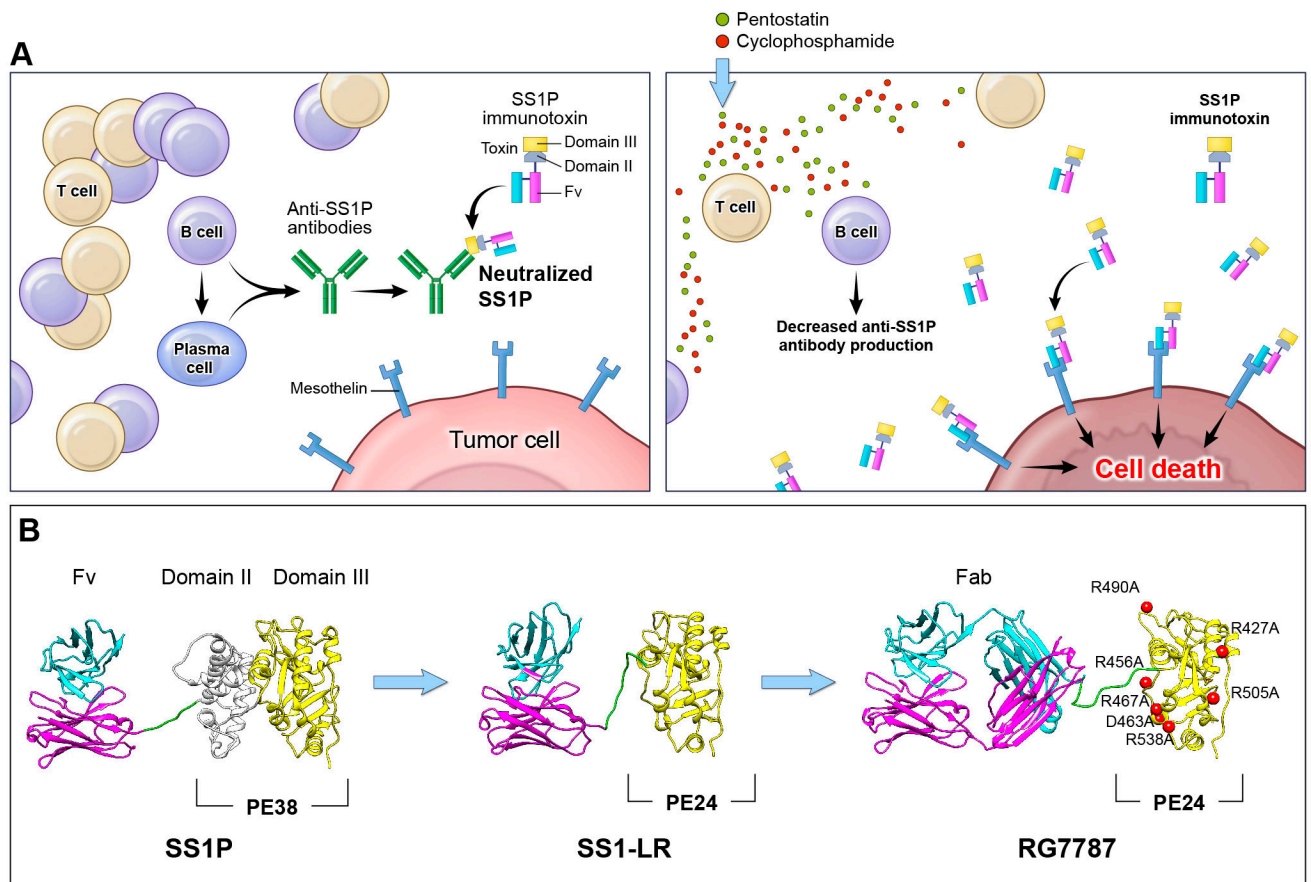 Pentostatin
Cyclophosphamide
A
SS1P
immunotoxin
Toxin
Domain III
Domain II
Fv
T cell
B cell
Anti-SS1P
antibodies
Neutralized
SS1P
Plasma
cell
Mesothelin
Tumor cell
SS1P
immunotoxin
T cell
B cell
Decreased anti-SS1P
antibody production
Cell death
B
Fv
Domain II
Domain III
PE38
SS1P
PE24
SS1-LR
Fab
R490A
R427A
R456A
R467A
R505A
D463A
R538A
PE24
RG7787